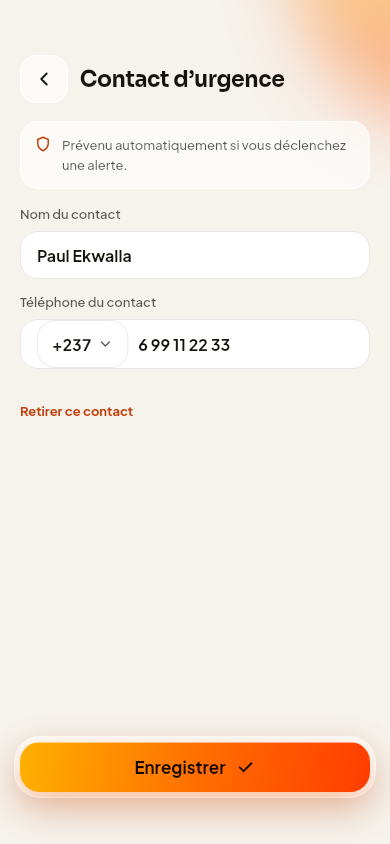 Contact d’urgence
Prévenu automatiquement si vous déclenchez
une alerte.
Nom du contact
Paul Ekwalla
Téléphone du contact
+237 6 99 11 22 33
Retirer ce contact
Enregistrer